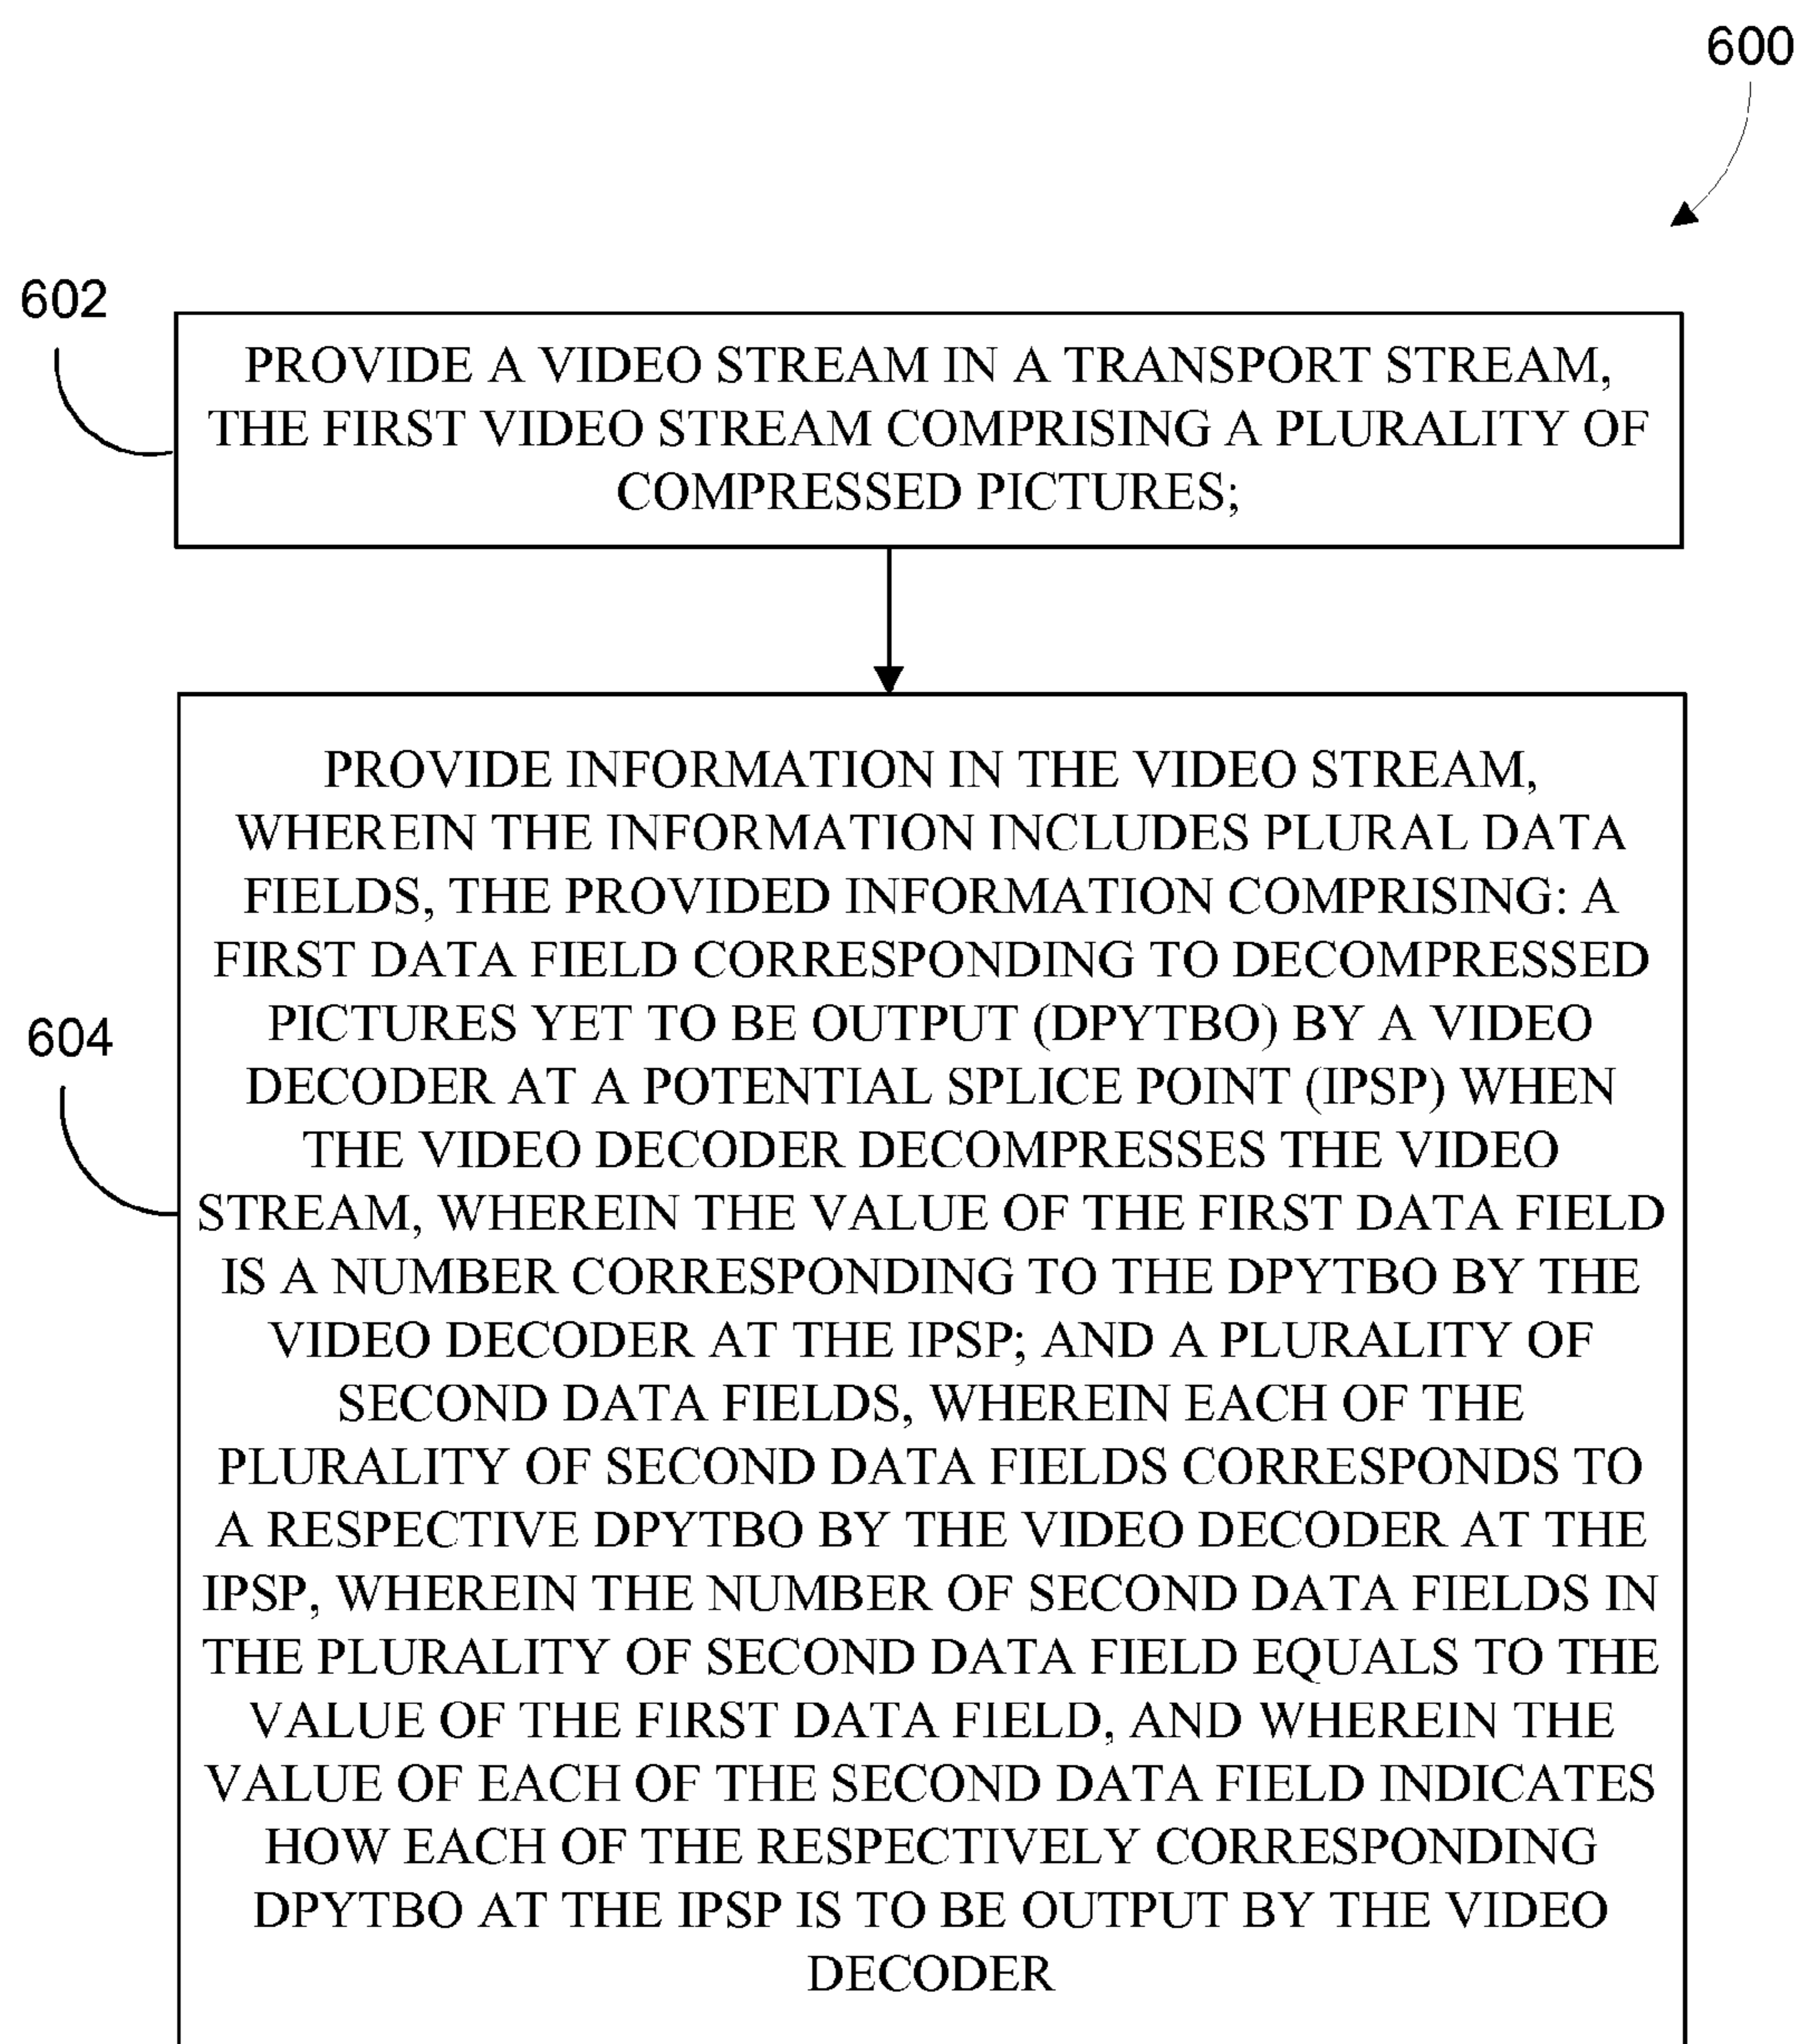 600
602
PROVIDE A VIDEO STREAM IN A TRANSPORT STREAM,
THE FIRST VIDEO STREAM COMPRISING A PLURALITY OF
COMPRESSED PICTURES;
604
PROVIDE INFORMATION IN THE VIDEO STREAM,
WHEREIN THE INFORMATION INCLUDES PLURAL DATA
FIELDS, THE PROVIDED INFORMATION COMPRISING: A
FIRST DATA FIELD CORRESPONDING TO DECOMPRESSED
PICTURES YET TO BE OUTPUT (DPYTBO) BY A VIDEO
DECODER AT A POTENTIAL SPLICE POINT (IPSP) WHEN
THE VIDEO DECODER DECOMPRESSES THE VIDEO
STREAM, WHEREIN THE VALUE OF THE FIRST DATA FIELD
IS A NUMBER CORRESPONDING TO THE DPYTBO BY THE
VIDEO DECODER AT THE IPSP; AND A PLURALITY OF
SECOND DATA FIELDS, WHEREIN EACH OF THE
PLURALITY OF SECOND DATA FIELDS CORRESPONDS TO
A RESPECTIVE DPYTBO BY THE VIDEO DECODER AT THE
IPSP, WHEREIN THE NUMBER OF SECOND DATA FIELDS IN
THE PLURALITY OF SECOND DATA FIELD EQUALS TO THE
VALUE OF THE FIRST DATA FIELD, AND WHEREIN THE
VALUE OF EACH OF THE SECOND DATA FIELD INDICATES
HOW EACH OF THE RESPECTIVELY CORRESPONDING
DPYTBO AT THE IPSP IS TO BE OUTPUT BY THE VIDEO
DECODER